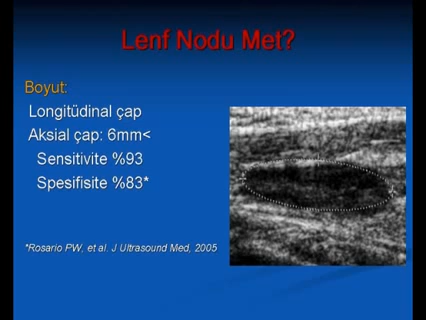 Lenf Nodu Met?
Boyut:
Longitüdinal çap
Aksial çap: 6mm<
Sensitivite %93
Spesifisite %83*
*Rosario PW, et al. J Ultrasound Med, 2005